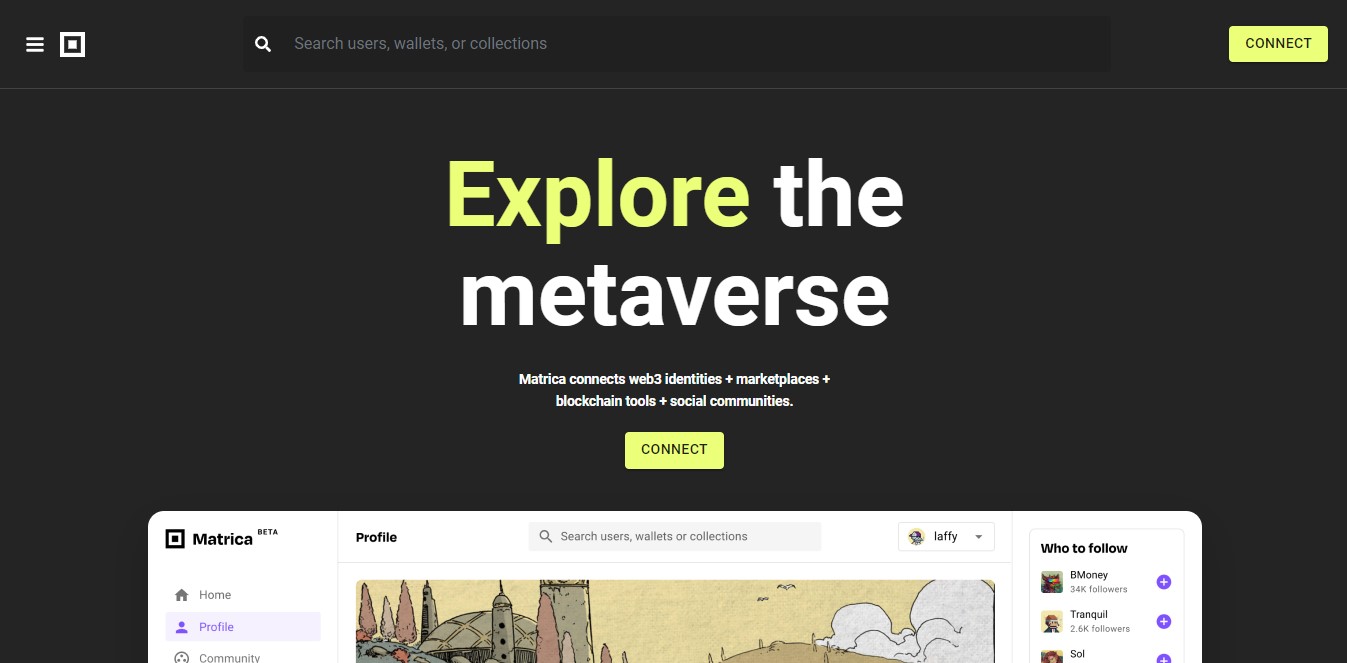 Search users, wallets, or collections
CONNECT
Explore the
metaverse
Matrica connects web3 identities + marketplaces +
blockchain tools + social communities.
CONNECT
Matrica BETA
Home
Profile
Community
Profile
Search users, wallets or collections
laffy
Who to follow
BMoney
34K followers
Tranquil
2.6K followers
Sol